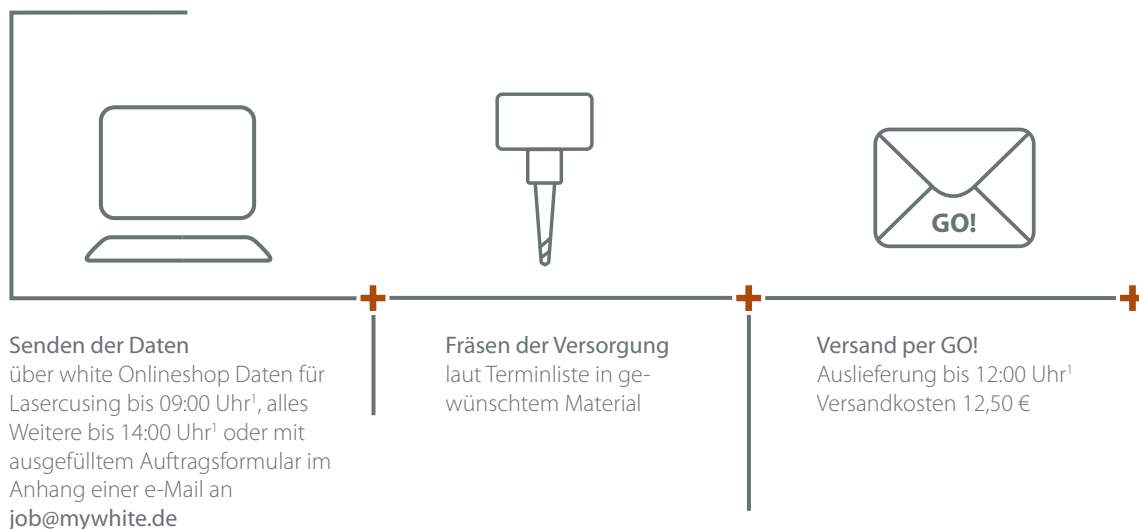 GO!
Senden der Daten
über white Onlineshop Daten für
Lasercusing bis 09:00 Uhr¹, alles
Weitere bis 14:00 Uhr¹ oder mit
ausgefülltem Auftragsformular im
Anhang einer e-Mail an
job@mywhite.de
Fräsen der Versorgung
laut Terminliste in ge-
wünschtem Material
Versand per GO!
Auslieferung bis 12:00 Uhr¹
Versandkosten 12,50 €